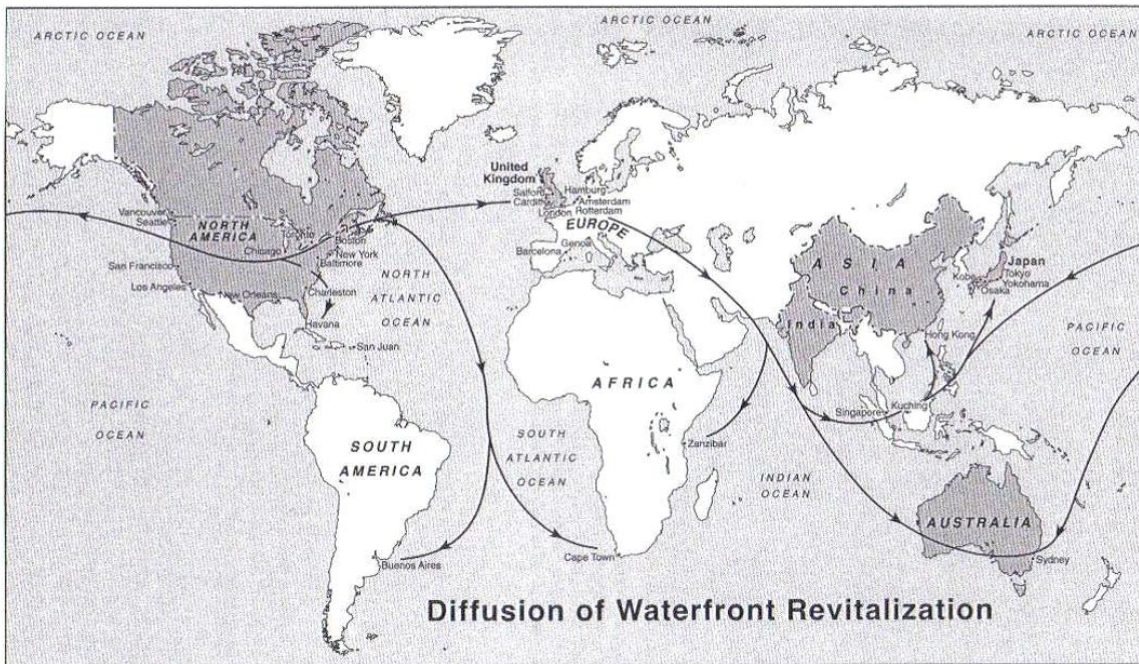 ARCTIC OCEAN
ARCTIC OCEAN
ARCTIC OCEAN
United
Kingdom
Salford
Cardiff
London
Hamburg
Amsterdam
Rotterdam
EUROPE
Genoa
Barcelona
Vancouver
Seattle
NORTH
AMERICA
Toronto
Chicago
Boston
New York
Baltimore
San Francisco
Los Angeles
New Orleans
Charleston
Havana
San Juan
NORTH
ATLANTIC
OCEAN
ASIA
China
India
Japan
Kobe
Tokyo
Yokohama
Osaka
Hong Kong
PACIFIC
OCEAN
PACIFIC
OCEAN
AFRICA
Singapore
Kuching
Zanzibar
SOUTH
AMERICA
SOUTH
ATLANTIC
OCEAN
INDIAN
OCEAN
AUSTRALIA
Sydney
Buenos Aires
Cape Town
Diffusion of Waterfront Revitalization